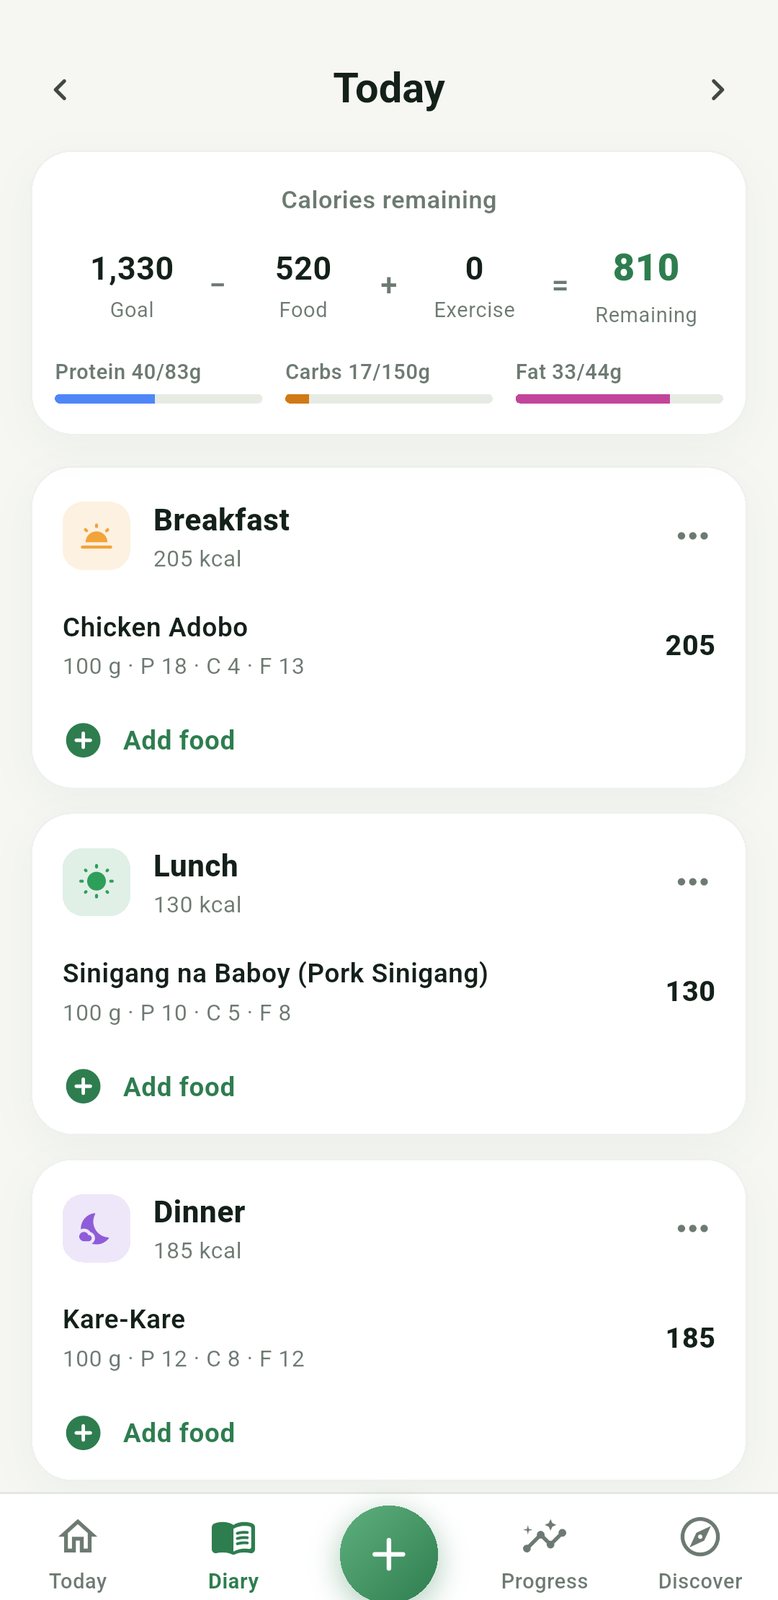 Today
Calories remaining
1,330 − 520 + 0 = 810
Goal Food Exercise Remaining
Protein 40/83g Carbs 17/150g Fat 33/44g
Breakfast
205 kcal
Chicken Adobo
205
100 g · P 18 · C 4 · F 13
Add food
Lunch
130 kcal
Sinigang na Baboy (Pork Sinigang)
130
100 g · P 10 · C 5 · F 8
Add food
Dinner
185 kcal
Kare-Kare
185
100 g · P 12 · C 8 · F 12
Add food
Today Diary Progress Discover